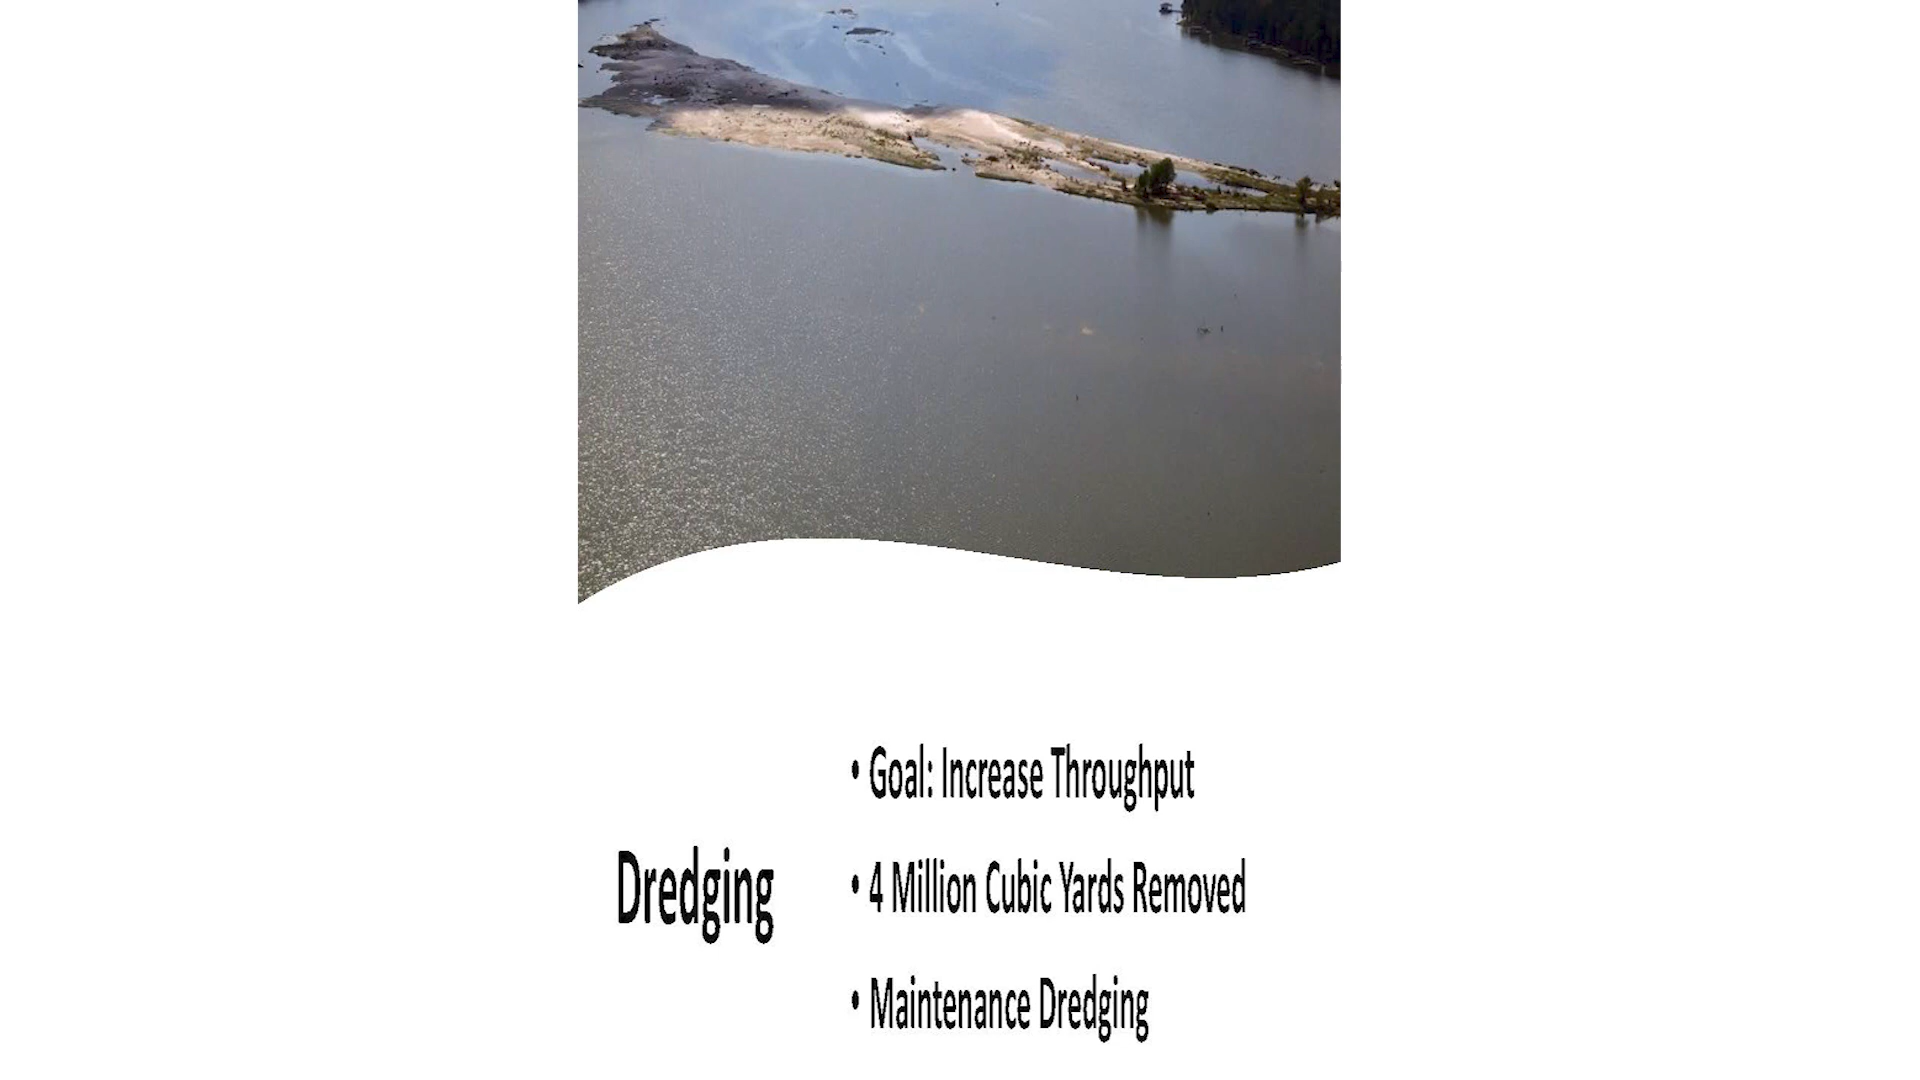 Dredging
• Goal: Increase Throughput
• 4 Million Cubic Yards Removed
• Maintenance Dredging